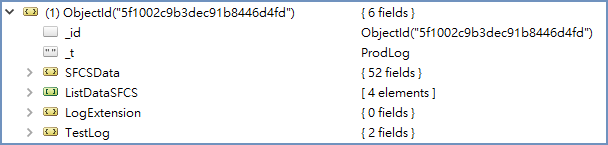 (1) ObjectId("5f1002c9b3dec91b8446d4fd") { 6 fields }
_id ObjectId("5f1002c9b3dec91b8446d4fd")
_t ProdLog
SFCSData { 52 fields }
ListDataSFCS [ 4 elements ]
LogExtension { 0 fields }
TestLog { 2 fields }